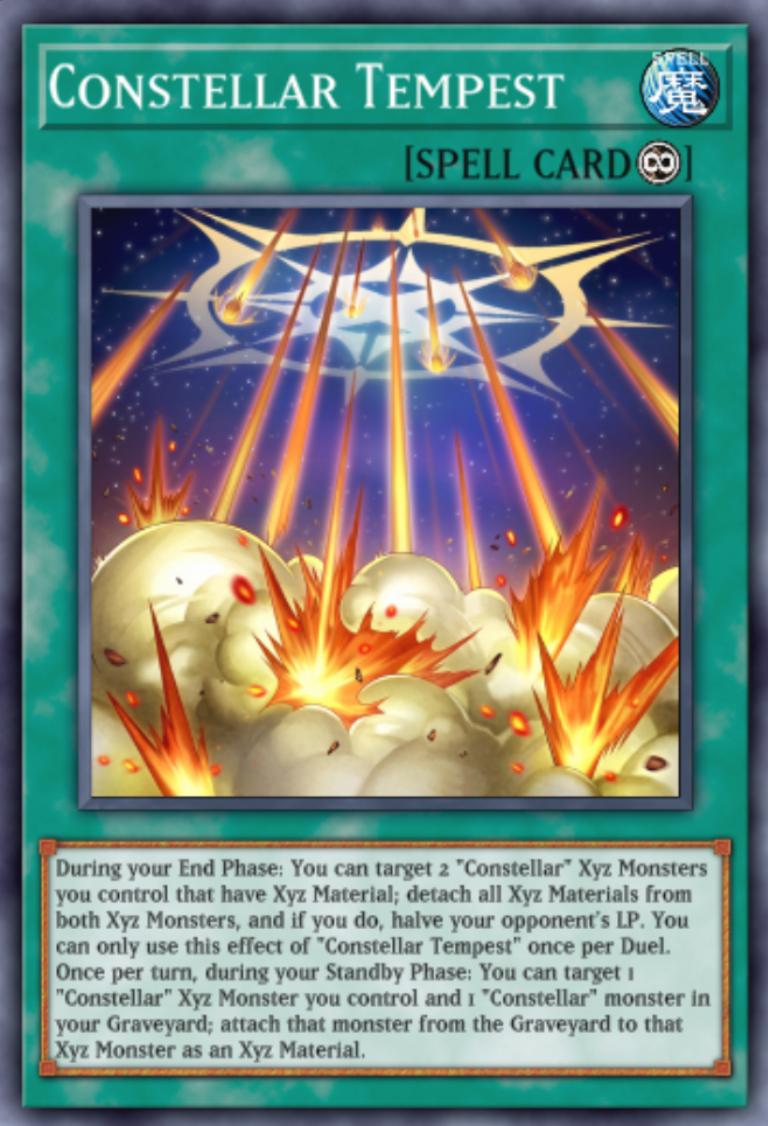 Constellar Tempest
SPELL
魔
[SPELL CARD]
During your End Phase: You can target 2 "Constellar" Xyz Monsters
you control that have Xyz Material; detach all Xyz Materials from
both Xyz Monsters, and if you do, halve your opponent's LP. You
can only use this effect of "Constellar Tempest" once per Duel.
Once per turn, during your Standby Phase: You can target 1
"Constellar" Xyz Monster you control and 1 "Constellar" monster in
your Graveyard; attach that monster from the Graveyard to that
Xyz Monster as an Xyz Material.